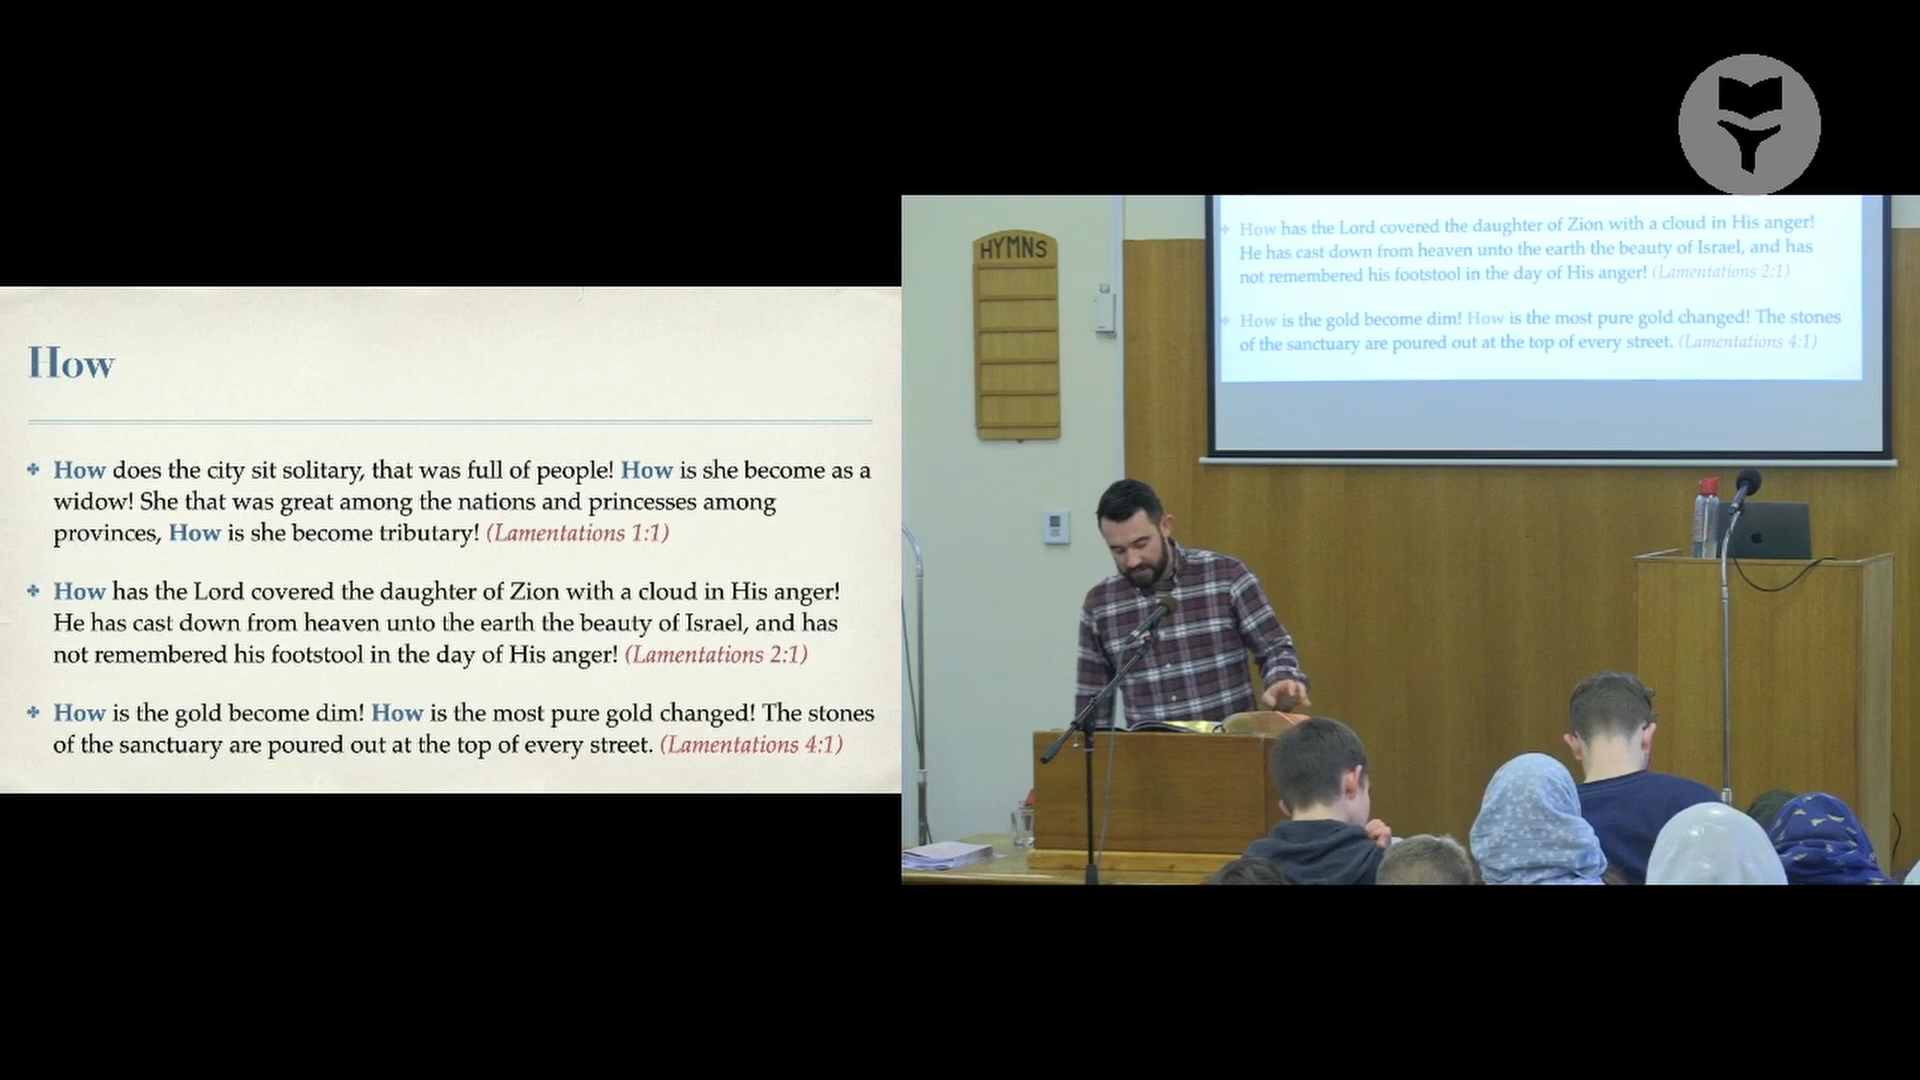 How
How does the city sit solitary, that was full of people! How is she become as a
widow! She that was great among the nations and princesses among
provinces, How is she become tributary! (Lamentations 1:1)
How has the Lord covered the daughter of Zion with a cloud in His anger!
He has cast down from heaven unto the earth the beauty of Israel, and has
not remembered his footstool in the day of His anger! (Lamentations 2:1)
How is the gold become dim! How is the most pure gold changed! The stones
of the sanctuary are poured out at the top of every street. (Lamentations 4:1)
HYMNS
How has the Lord covered the daughter of Zion with a cloud in His anger!
He has cast down from heaven unto the earth the beauty of Israel, and has
not remembered his footstool in the day of His anger! (Lamentations 2:1)
How is the gold become dim! How is the most pure gold changed! The stones
of the sanctuary are poured out at the top of every street. (Lamentations 4:1)